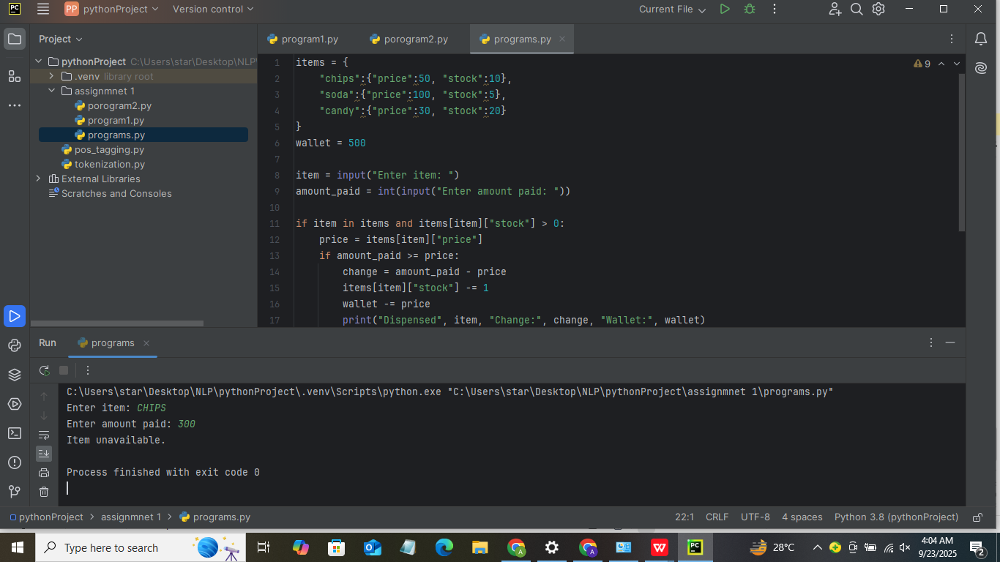 PP pythonProject Version control Current File
Project
program1.py porogram2.py programs.py
pythonProject C:\Users\star\Desktop\NLP\
.venv library root
assignmnet 1
porogram2.py
program1.py
programs.py
pos_tagging.py
tokenization.py
External Libraries
Scratches and Consoles
9
1 items = {
2 "chips":{"price":50, "stock":10},
3 "soda":{"price":100, "stock":5},
4 "candy":{"price":30, "stock":20}
5 }
6 wallet = 500
7
8 item = input("Enter item: ")
9 amount_paid = int(input("Enter amount paid: "))
10
11 if item in items and items[item]["stock"] > 0:
12 price = items[item]["price"]
13 if amount_paid >= price:
14 change = amount_paid - price
15 items[item]["stock"] -= 1
16 wallet -= price
17 print("Dispensed", item, "Change:", change, "Wallet:", wallet)
Run programs
C:\Users\star\Desktop\NLP\pythonProject\.venv\Scripts\python.exe "C:\Users\star\Desktop\NLP\pythonProject\assignmnet 1\programs.py"
Enter item: CHIPS
Enter amount paid: 300
Item unavailable.
Process finished with exit code 0
pythonProject > assignmnet 1 > programs.py 22:1 CRLF UTF-8 4 spaces Python 3.8 (pythonProject)
Type here to search
28°C
4:04 AM
9/23/2025
2